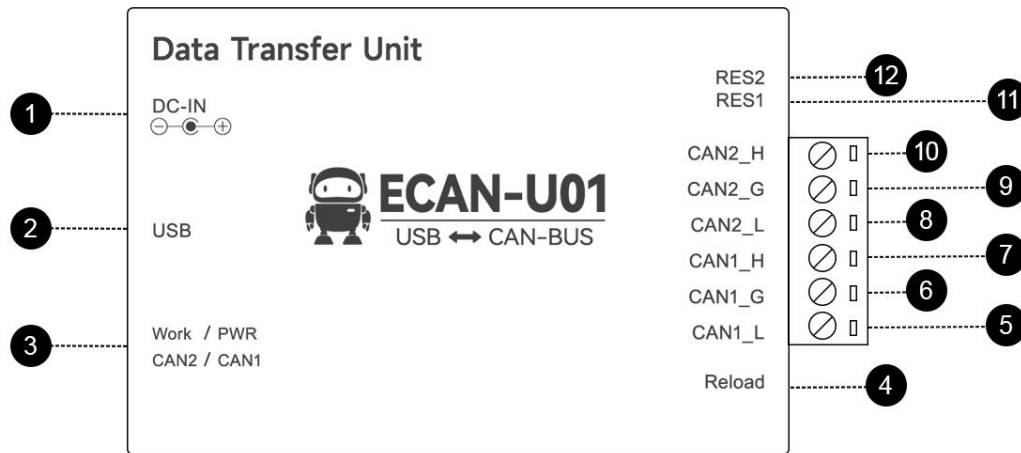 Data Transfer Unit
DC-IN
ECAN-U01
USB ↔ CAN-BUS
USB
Work / PWR
CAN2 / CAN1
RES2
RES1
CAN2_H
CAN2_G
CAN2_L
CAN1_H
CAN1_G
CAN1_L
Reload
1
2
3
12
11
10
9
8
7
6
5
4